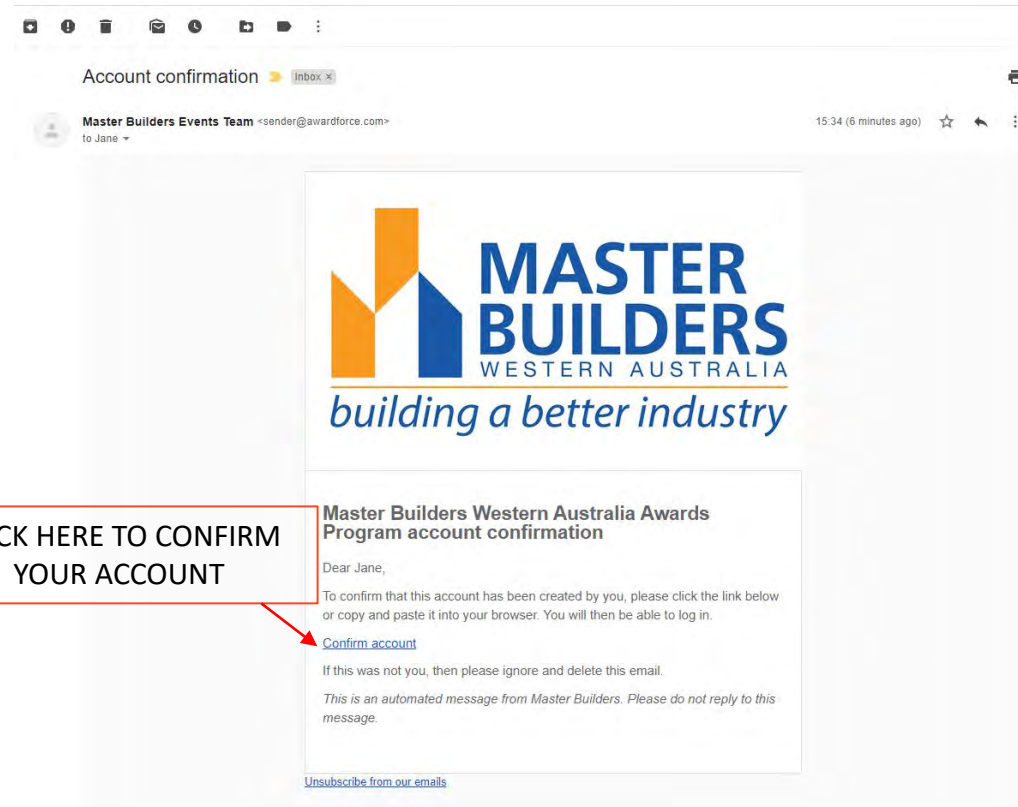 Account confirmation Inbox ×
Master Builders Events Team <sender@awardforce.com> 15:34 (6 minutes ago)
to Jane
MASTER
BUILDERS
WESTERN AUSTRALIA
building a better industry
Master Builders Western Australia Awards
Program account confirmation
CK HERE TO CONFIRM
YOUR ACCOUNT
Dear Jane,
To confirm that this account has been created by you, please click the link below
or copy and paste it into your browser. You will then be able to log in.
Confirm account
If this was not you, then please ignore and delete this email.
This is an automated message from Master Builders. Please do not reply to this
message.
Unsubscribe from our emails